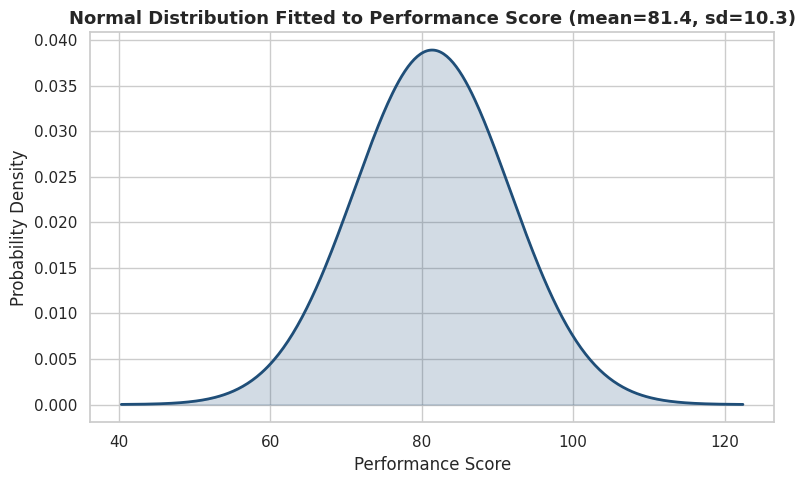 Normal Distribution Fitted to Performance Score (mean=81.4, sd=10.3)
0.040
0.035
0.030
0.025
0.020
0.015
0.010
0.005
0.000
Probability Density
40 60 80 100 120
Performance Score